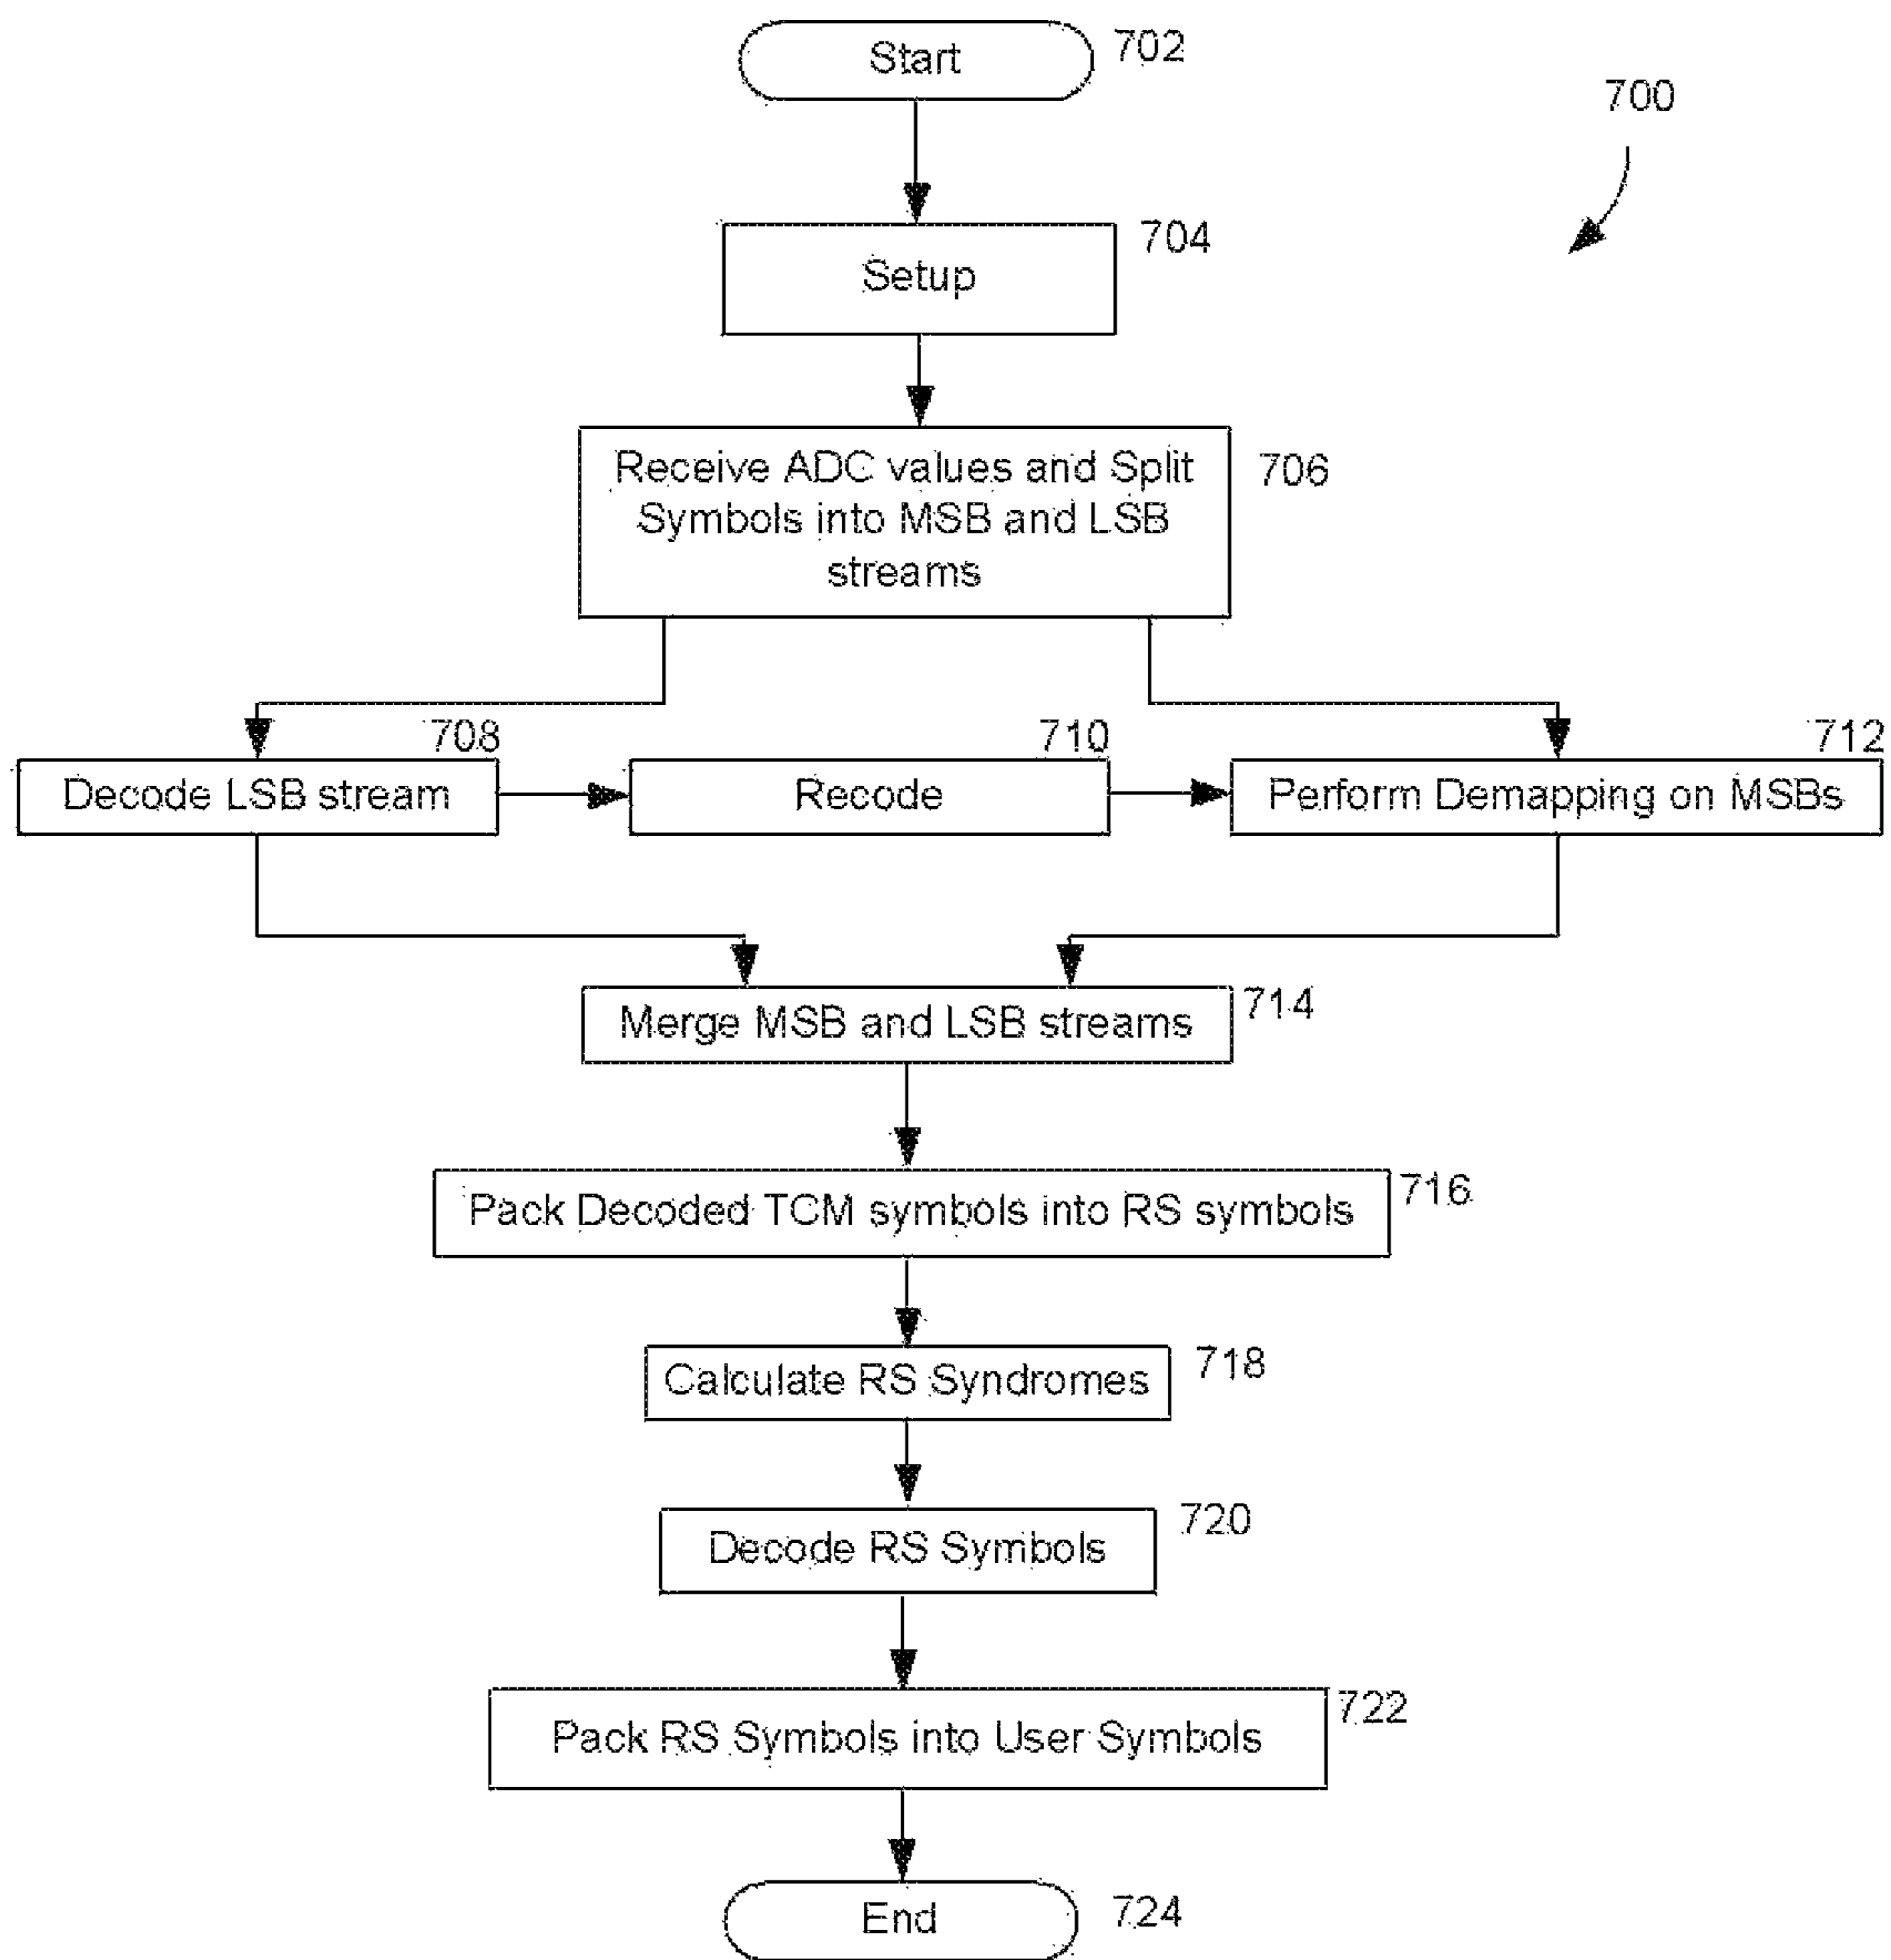 Start
702
700
704
Setup
Receive ADC values and Split
Symbols into MSB and LSB
streams
706
708
710
712
Decode LSB stream
Recode
Perform Demapping on MSBs
Merge MSB and LSB streams
714
Pack Decoded TCM symbols into RS symbols
716
Calculate RS Syndromes
718
Decode RS Symbols
720
Pack RS Symbols into User Symbols
722
End
724